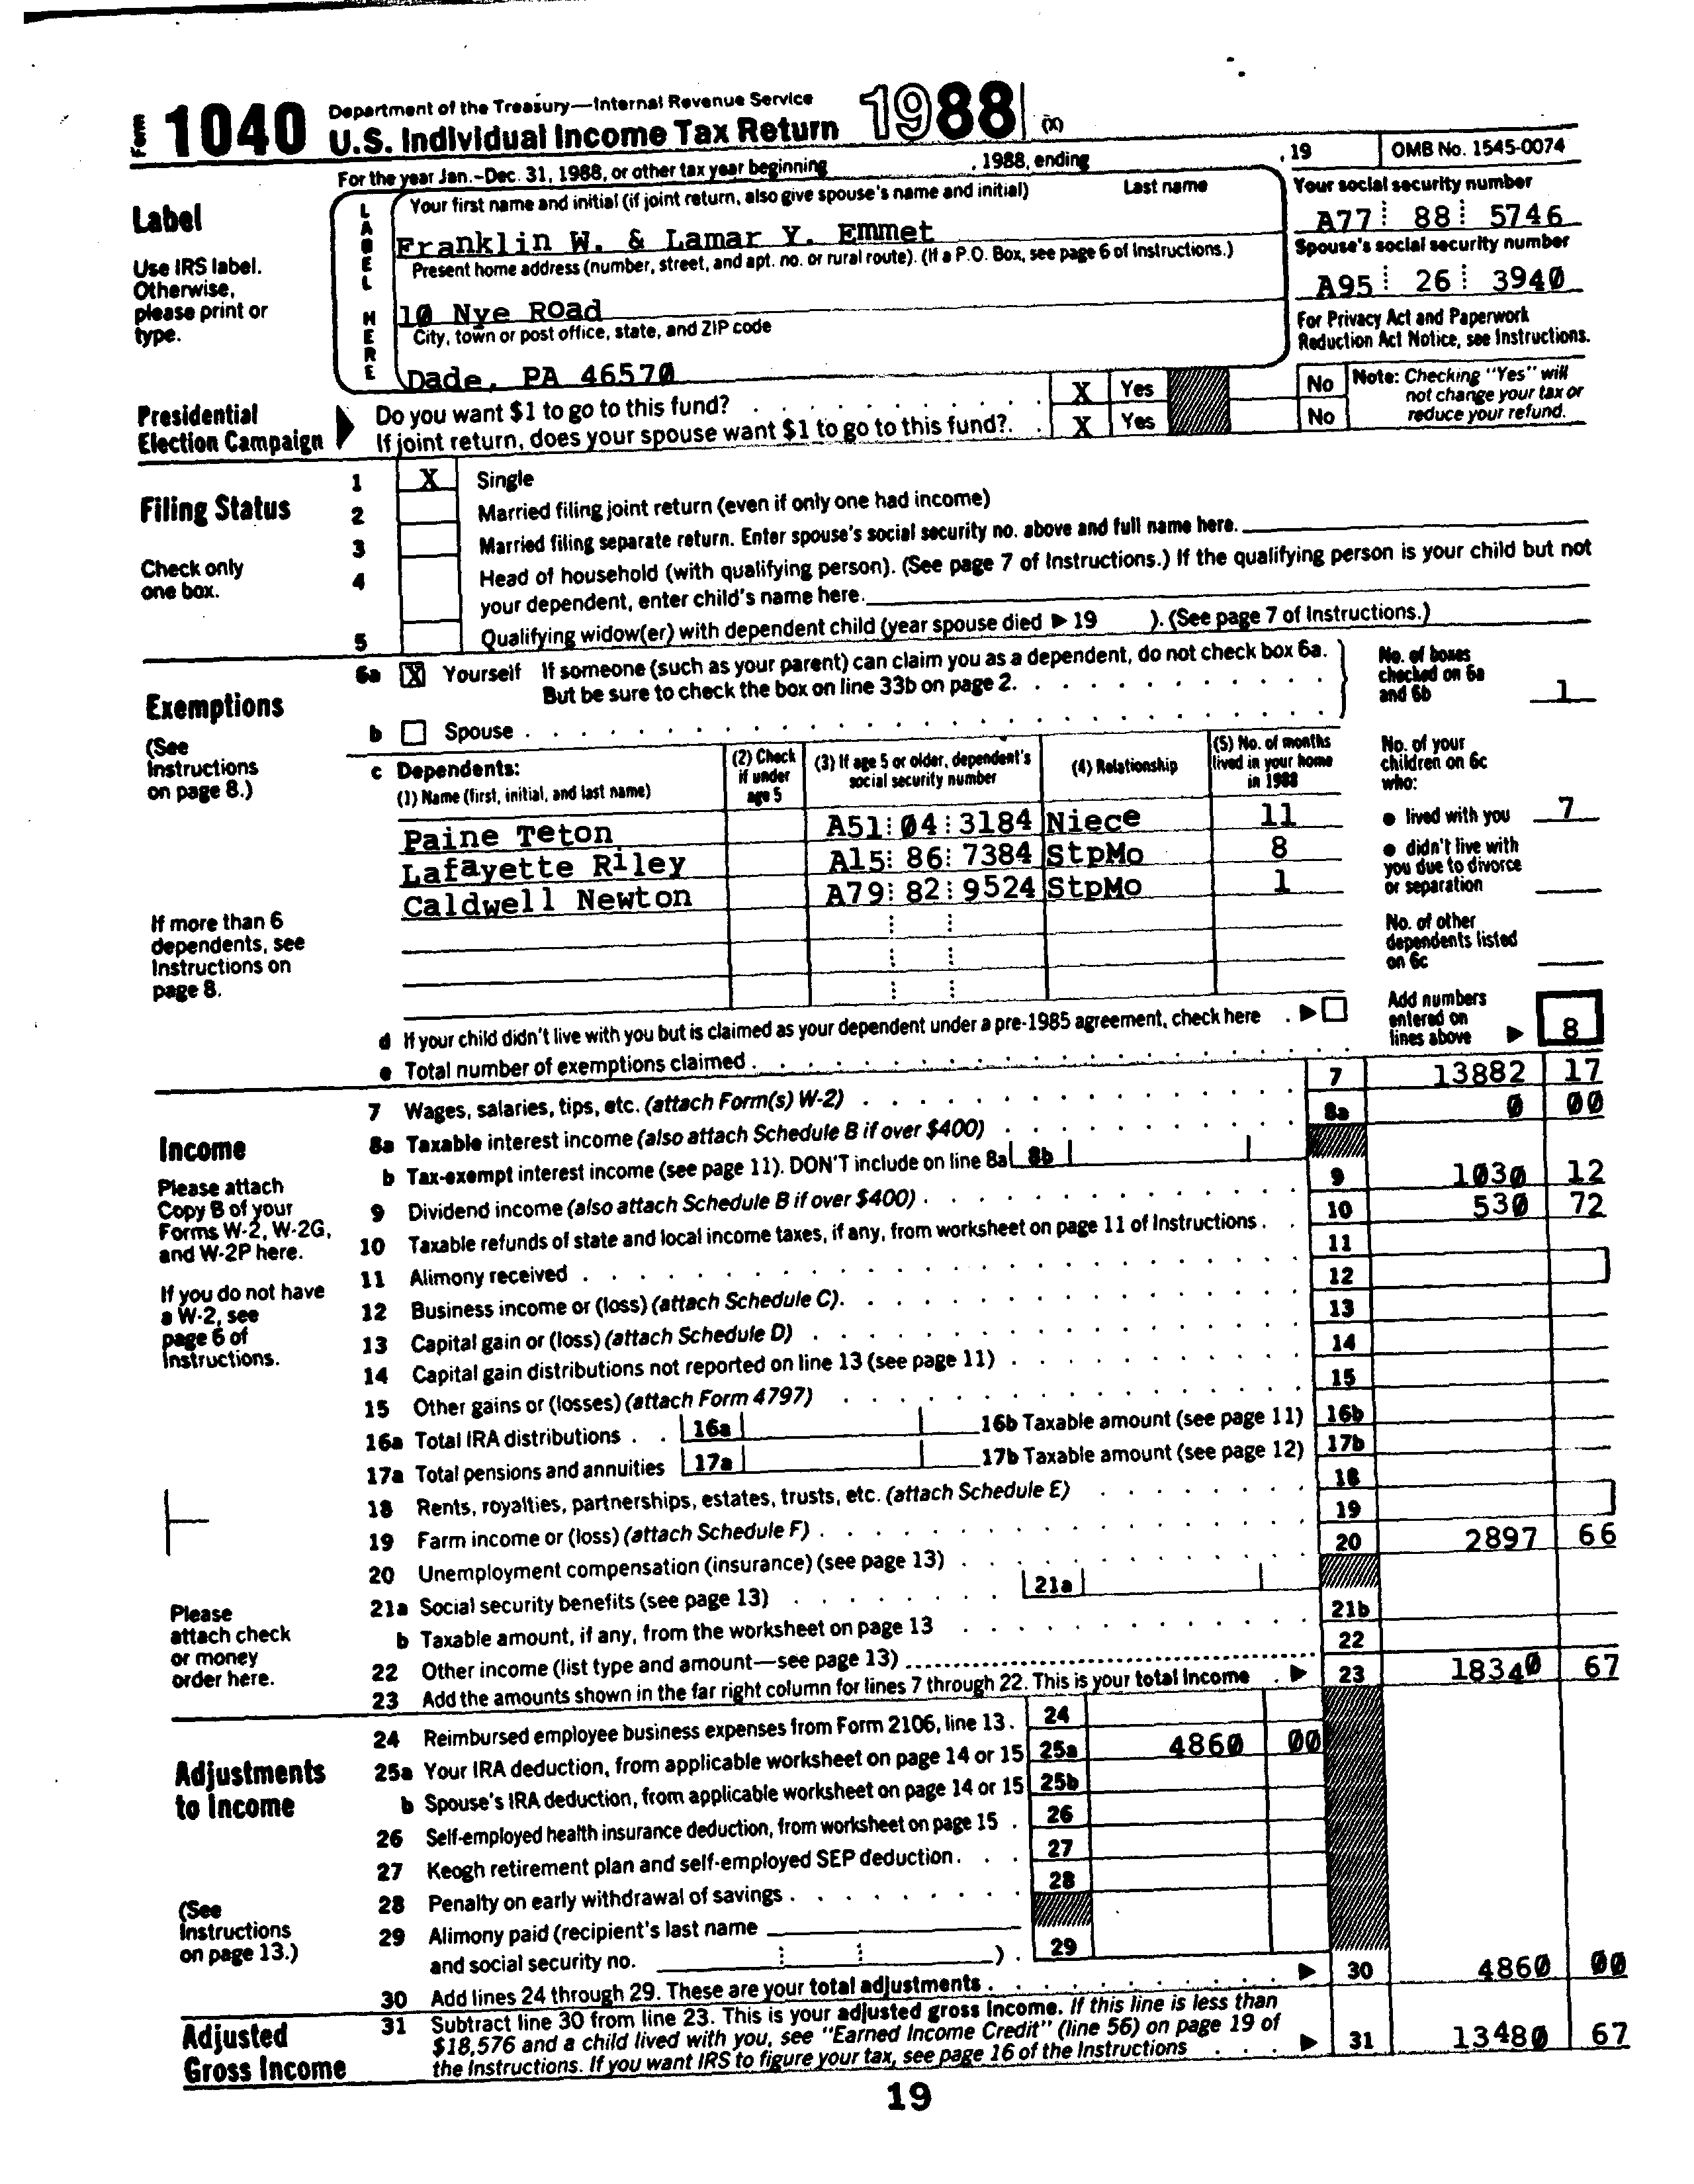 Form 1040 Department of the Treasury—Internal Revenue Service
U.S. Individual Income Tax Return 1988 (X)
For the year Jan.–Dec. 31, 1988, or other tax year beginning , 1988, ending , 19 OMB No. 1545-0074
Label
Use IRS label.
Otherwise,
please print or
type.
LABEL HERE
Your first name and initial (if joint return, also give spouse's name and initial) Last name
Franklin W. & Lamar Y. Emmet
Your social security number
A77 88 5746
Present home address (number, street, and apt. no. or rural route). (If a P.O. Box, see page 6 of Instructions.)
10 Nye Road
Spouse's social security number
A95 26 3940
City, town or post office, state, and ZIP code
Dade, PA 46570
For Privacy Act and Paperwork
Reduction Act Notice, see Instructions.
Presidential
Election Campaign
Do you want $1 to go to this fund? X Yes No
If joint return, does your spouse want $1 to go to this fund? X Yes No
Note: Checking "Yes" will
not change your tax or
reduce your refund.
Filing Status
Check only
one box.
1 X Single
2 Married filing joint return (even if only one had income)
3 Married filing separate return. Enter spouse's social security no. above and full name here.
4 Head of household (with qualifying person). (See page 7 of Instructions.) If the qualifying person is your child but not
your dependent, enter child's name here.
5 Qualifying widow(er) with dependent child (year spouse died ▶ 19 ). (See page 7 of Instructions.)
Exemptions
(See
Instructions
on page 8.)
If more than 6
dependents, see
Instructions on
page 8.
6a X Yourself If someone (such as your parent) can claim you as a dependent, do not check box 6a.
But be sure to check the box on line 33b on page 2.
b Spouse
No. of boxes
checked on 6a
and 6b 1
c Dependents:
(1) Name (first, initial, and last name)
(2) Check
if under
age 5
(3) If age 5 or older, dependent's
social security number
(4) Relationship
(5) No. of months
lived in your home
in 1988
Paine Teton A51 04 3184 Niece 11
Lafayette Riley A15 86 7384 StpMo 8
Caldwell Newton A79 82 9524 StpMo 1
No. of your
children on 6c
who:
● lived with you 7
● didn't live with
you due to divorce
or separation
No. of other
dependents listed
on 6c
d If your child didn't live with you but is claimed as your dependent under a pre-1985 agreement, check here ▶
e Total number of exemptions claimed
Add numbers
entered on
lines above ▶ 8
Income
Please attach
Copy B of your
Forms W-2, W-2G,
and W-2P here.
If you do not have
a W-2, see
page 6 of
Instructions.
Please
attach check
or money
order here.
7 Wages, salaries, tips, etc. (attach Form(s) W-2) 7 13882 17
8a Taxable interest income (also attach Schedule B if over $400) 8a 0 00
b Tax-exempt interest income (see page 11). DON'T include on line 8a 8b
9 Dividend income (also attach Schedule B if over $400) 9 1030 12
10 Taxable refunds of state and local income taxes, if any, from worksheet on page 11 of Instructions 10 530 72
11 Alimony received 11
12 Business income or (loss) (attach Schedule C) 12
13 Capital gain or (loss) (attach Schedule D) 13
14 Capital gain distributions not reported on line 13 (see page 11) 14
15 Other gains or (losses) (attach Form 4797) 15
16a Total IRA distributions 16a 16b Taxable amount (see page 11) 16b
17a Total pensions and annuities 17a 17b Taxable amount (see page 12) 17b
18 Rents, royalties, partnerships, estates, trusts, etc. (attach Schedule E) 18
19 Farm income or (loss) (attach Schedule F) 19
20 Unemployment compensation (insurance) (see page 13) 20 2897 66
21a Social security benefits (see page 13) 21a
b Taxable amount, if any, from the worksheet on page 13 21b
22 Other income (list type and amount—see page 13) 22
23 Add the amounts shown in the far right column for lines 7 through 22. This is your total income ▶ 23 18340 67
Adjustments
to Income
(See
Instructions
on page 13.)
24 Reimbursed employee business expenses from Form 2106, line 13 24
25a Your IRA deduction, from applicable worksheet on page 14 or 15 25a 4860 00
b Spouse's IRA deduction, from applicable worksheet on page 14 or 15 25b
26 Self-employed health insurance deduction, from worksheet on page 15 26
27 Keogh retirement plan and self-employed SEP deduction 27
28 Penalty on early withdrawal of savings 28
29 Alimony paid (recipient's last name
and social security no. ) 29
30 Add lines 24 through 29. These are your total adjustments ▶ 30 4860 00
Adjusted
Gross Income
31 Subtract line 30 from line 23. This is your adjusted gross income. If this line is less than
$18,576 and a child lived with you, see "Earned Income Credit" (line 56) on page 19 of
the Instructions. If you want IRS to figure your tax, see page 16 of the Instructions ▶ 31 13480 67
19